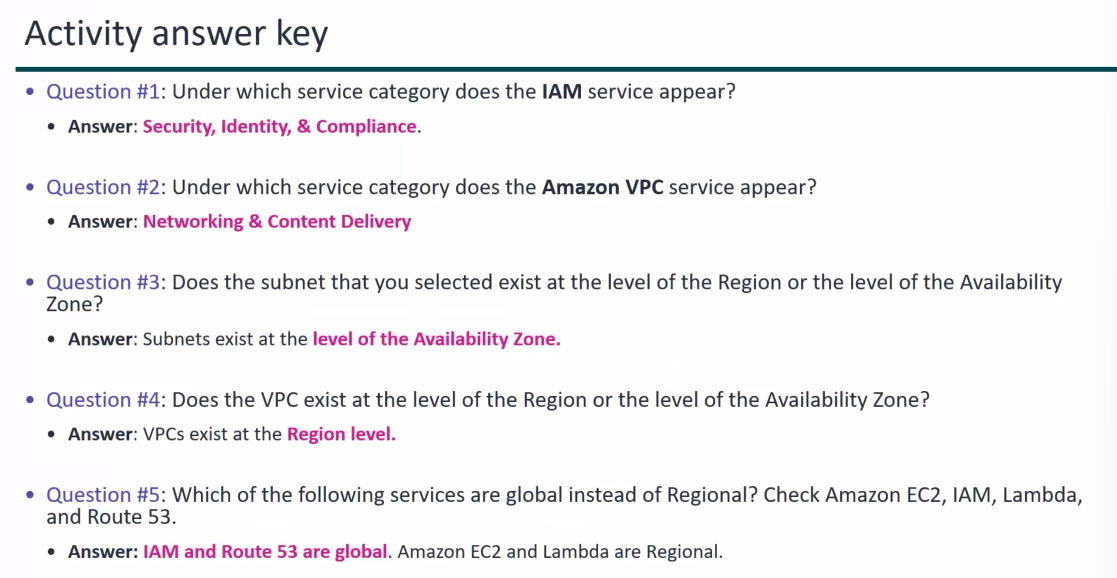 Activity answer key
• Question #1: Under which service category does the IAM service appear?
• Answer: Security, Identity, & Compliance.
• Question #2: Under which service category does the Amazon VPC service appear?
• Answer: Networking & Content Delivery
• Question #3: Does the subnet that you selected exist at the level of the Region or the level of the Availability
Zone?
• Answer: Subnets exist at the level of the Availability Zone.
• Question #4: Does the VPC exist at the level of the Region or the level of the Availability Zone?
• Answer: VPCs exist at the Region level.
• Question #5: Which of the following services are global instead of Regional? Check Amazon EC2, IAM, Lambda,
and Route 53.
• Answer: IAM and Route 53 are global. Amazon EC2 and Lambda are Regional.